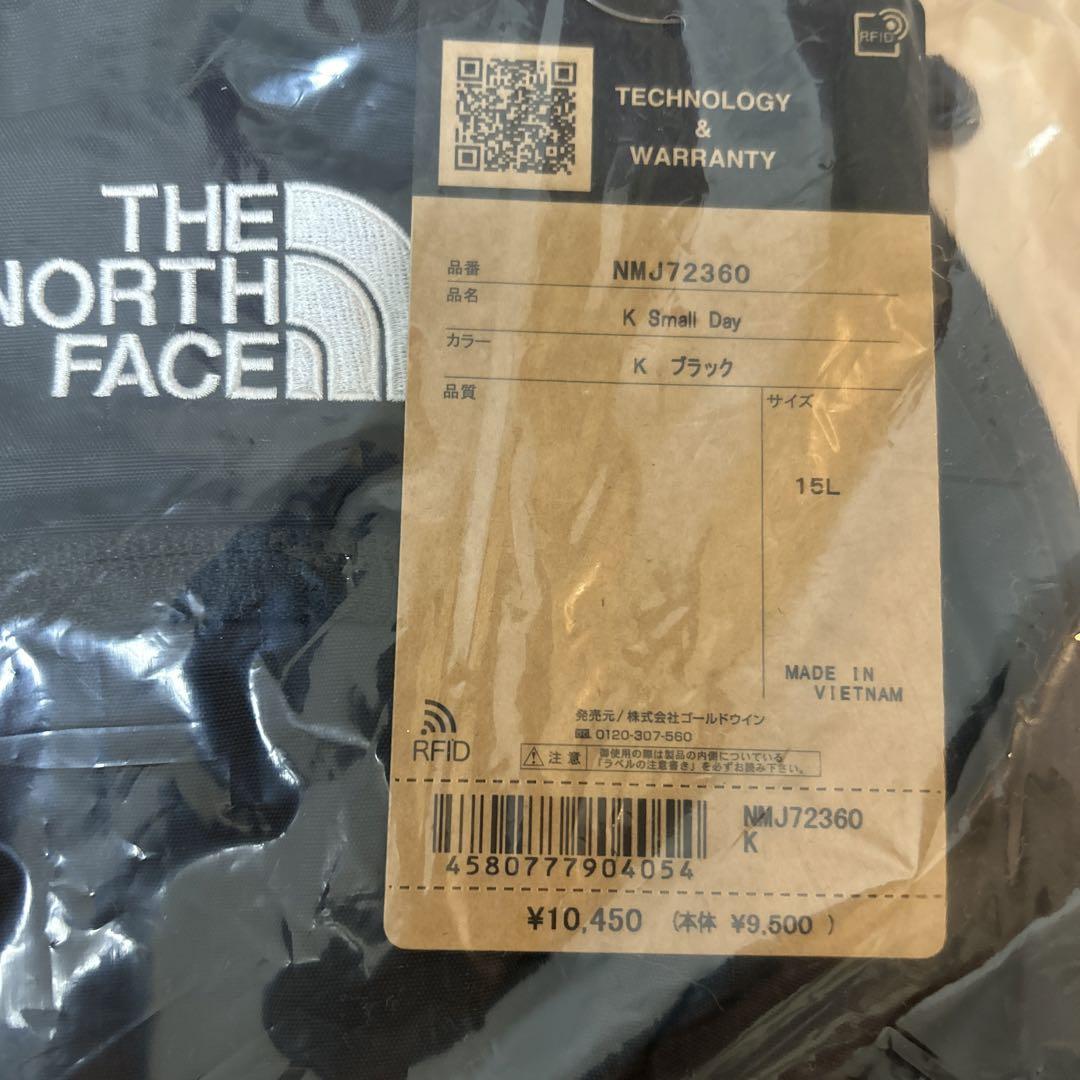 THE
NORTH
FACE
RFID
TECHNOLOGY
&
WARRANTY
品番 NMJ72360
品名
K Small Day
カラー
K ブラック
品質
サイズ
15L
MADE IN
VIETNAM
発売元/株式会社ゴールドウイン
0120-307-560
RFID
注意
御使用の際は製品の内側についている
「ラベルの注意書き」を必ずお読み下さい。
NMJ72360
K
4580777904054
¥10,450 (本体 ¥9,500 )